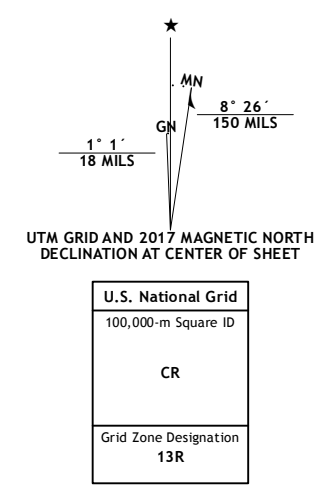 ★
MN
8° 26´
150 MILS
GN
1° 1´
18 MILS
UTM GRID AND 2017 MAGNETIC NORTH
DECLINATION AT CENTER OF SHEET
U.S. National Grid
100,000-m Square ID
CR
Grid Zone Designation
13R